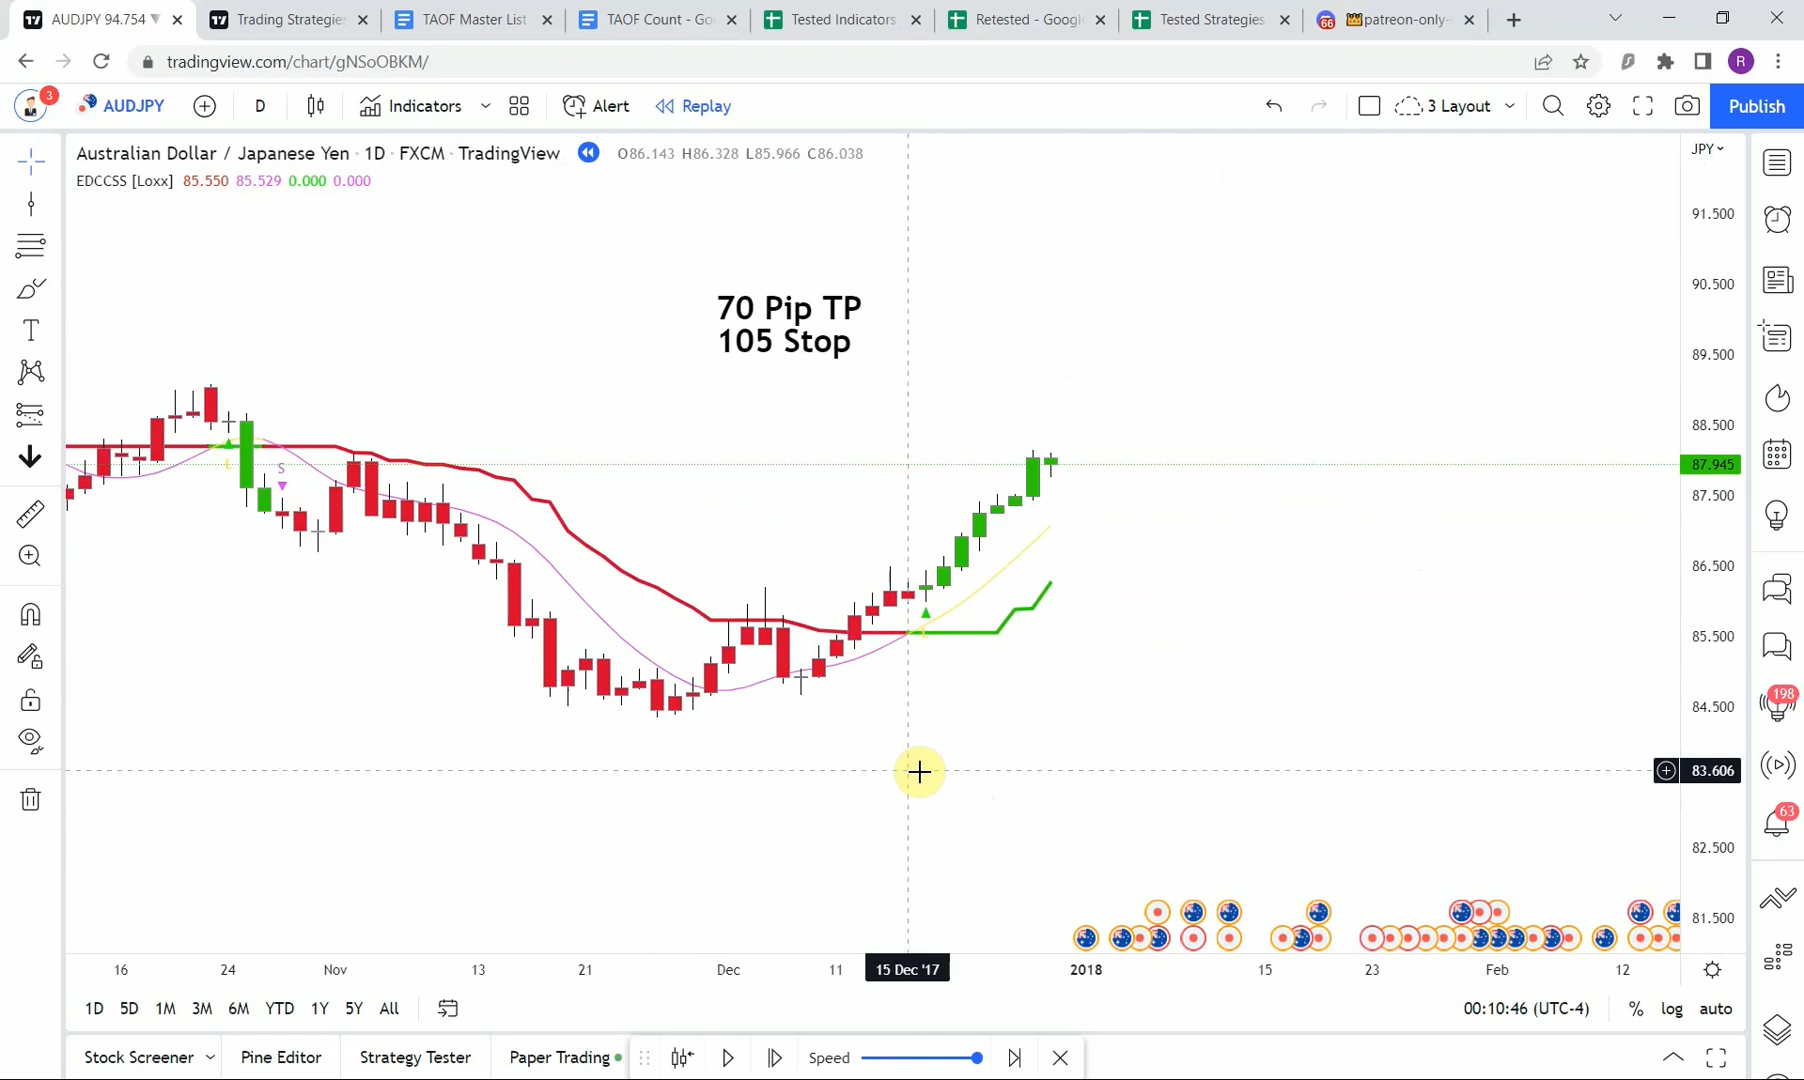 AUDJPY 94.754 ▼
Trading Strategies
TAOF Master List
TAOF Count - Go
Tested Indicators
Retested - Googl
Tested Strategies
66
patreon-only-
R
tradingview.com/chart/gNSoOBKM/
3
AUDJPY
D
Indicators
Alert
Replay
3 Layout
Publish
Australian Dollar / Japanese Yen · 1D · FXCM · TradingView
O86.143 H86.328 L85.966 C86.038
JPY
EDCCSS [Loxx] 85.550 85.529 0.000 0.000
91.500
90.500
70 Pip TP
105 Stop
89.500
88.500
L
S
87.945
87.500
86.500
85.500
84.500
198
83.606
63
82.500
81.500
16 24 Nov 13 21 Dec 11 15 Dec '17 2018 15 23 Feb 12
1D 5D 1M 3M 6M YTD 1Y 5Y All
00:10:46 (UTC-4) % log auto
Stock Screener
Pine Editor
Strategy Tester
Paper Trading
Speed